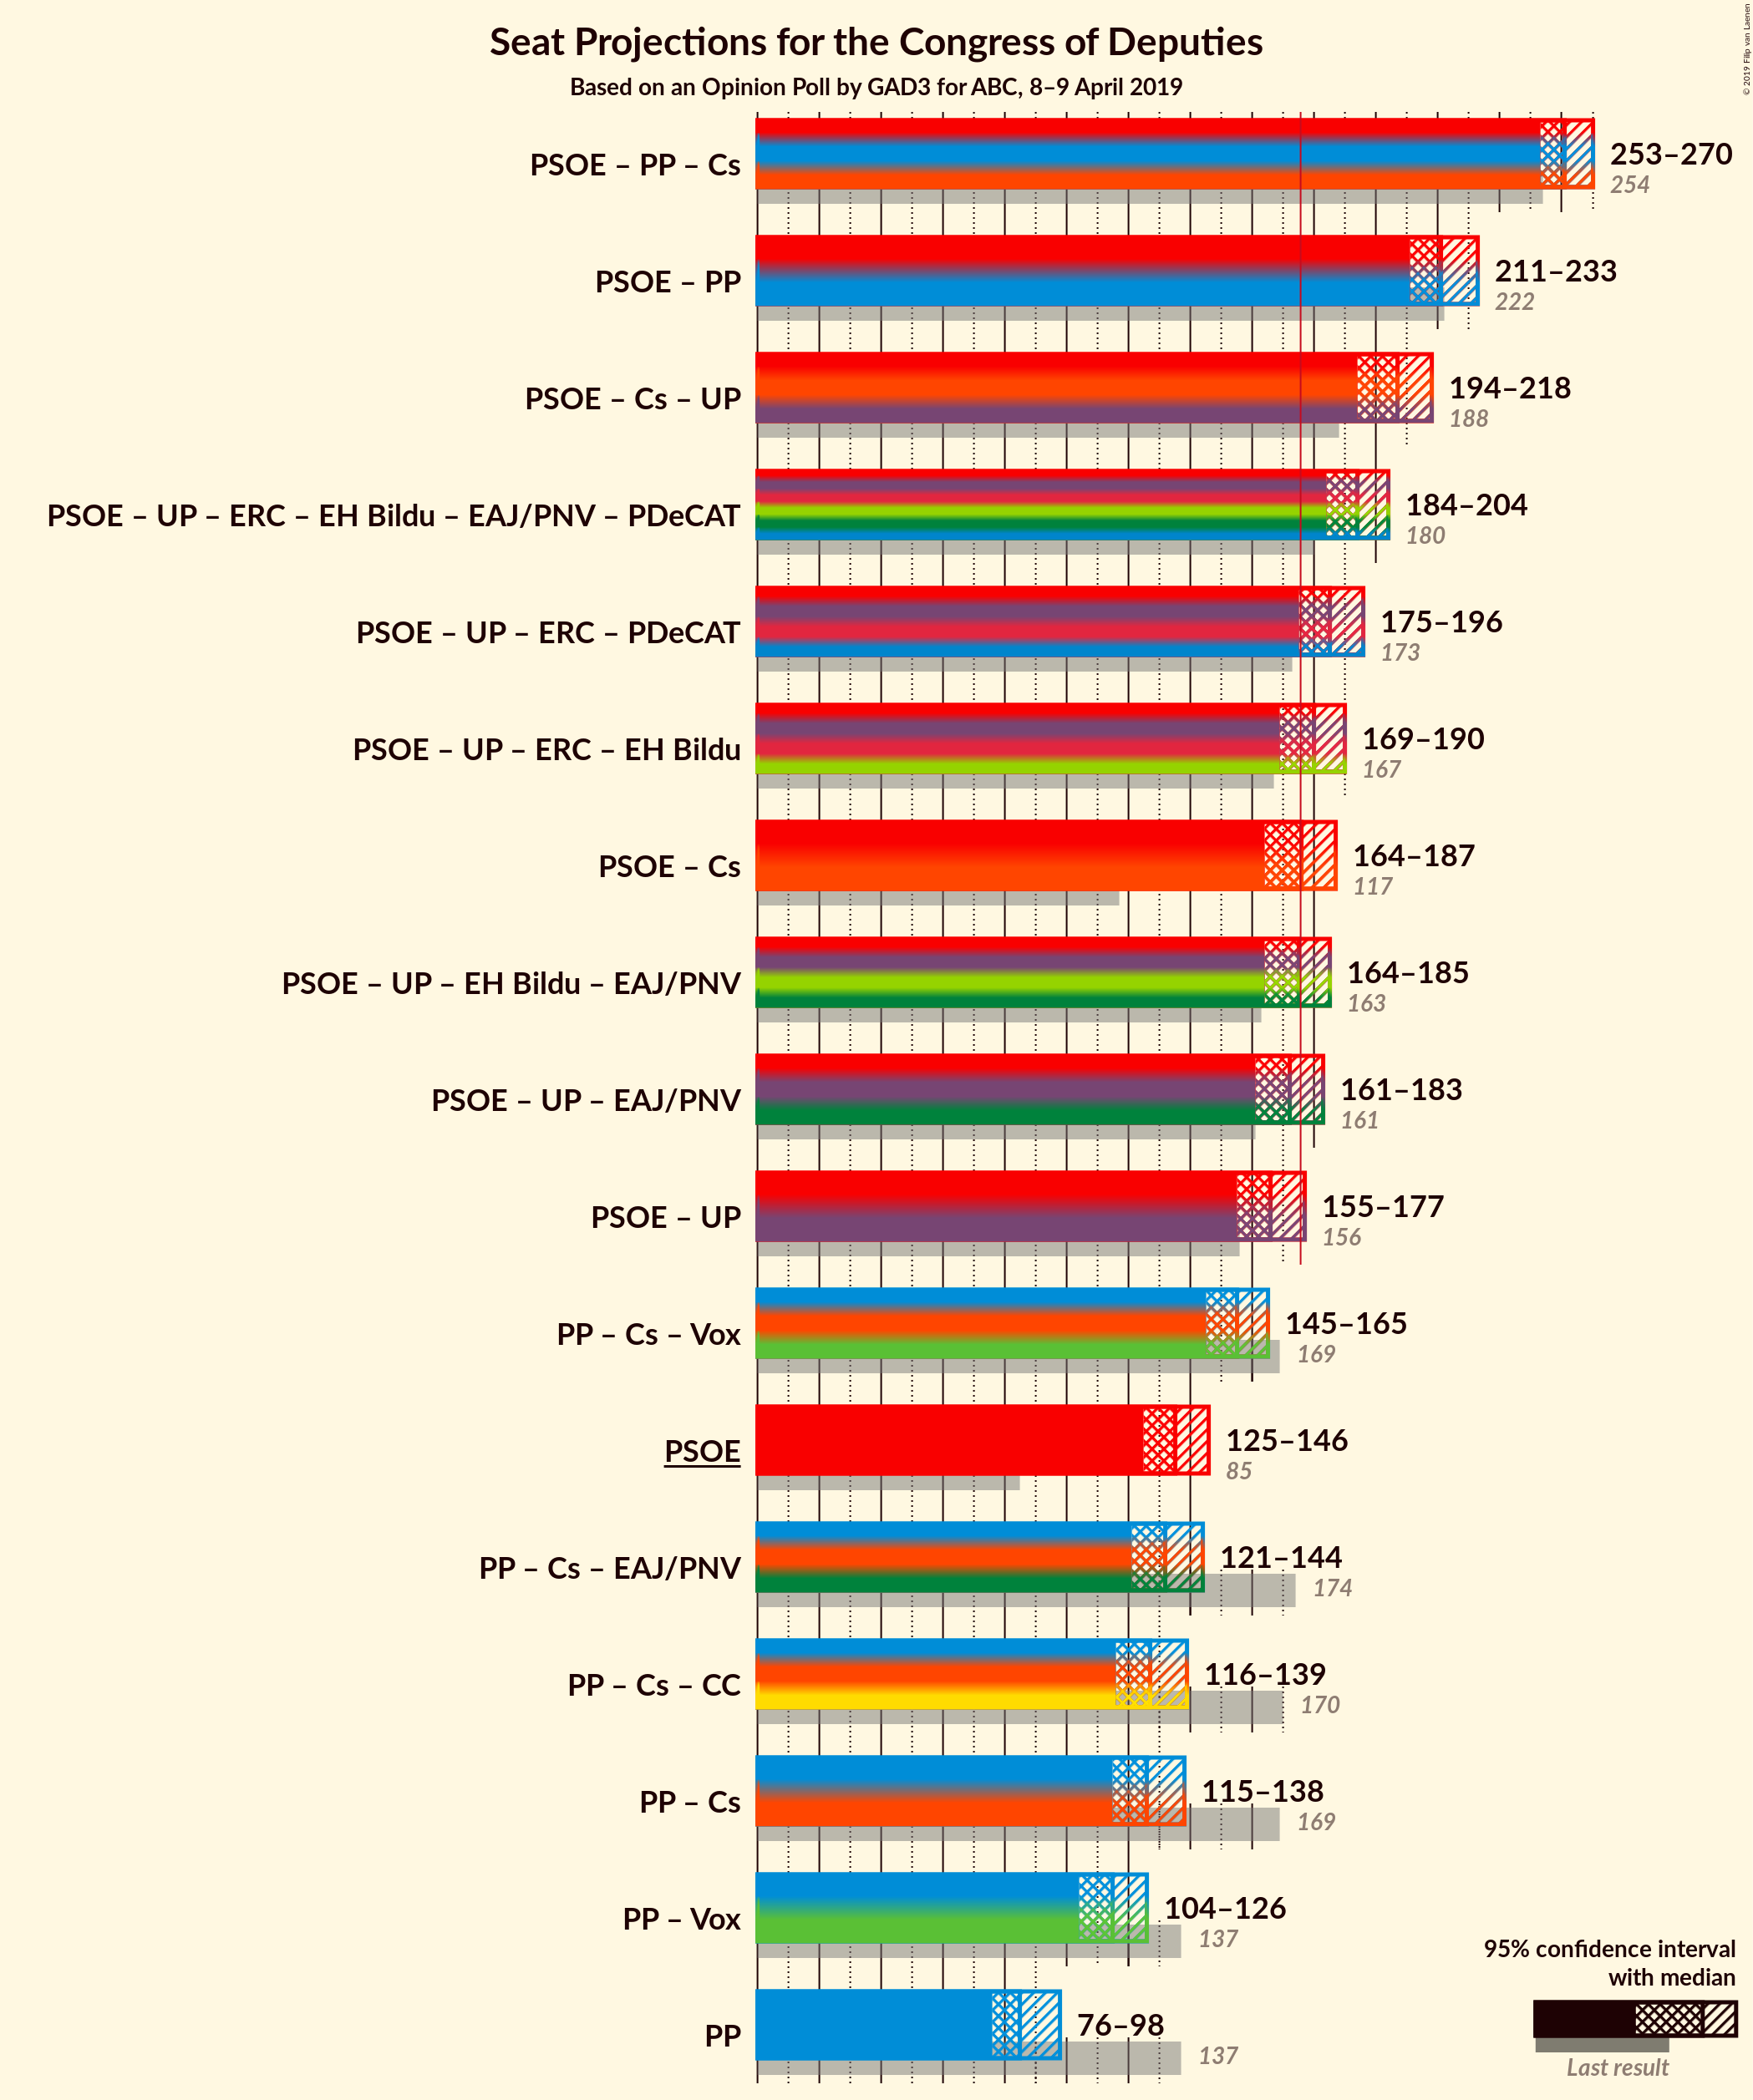 © 2019 Filip van Laenen
Seat Projections for the Congress of Deputies
Based on an Opinion Poll by GAD3 for ABC, 8–9 April 2019
PSOE – PP – Cs
253–270
254
PSOE – PP
211–233
222
PSOE – Cs – UP
194–218
188
PSOE – UP – ERC – EH Bildu – EAJ/PNV – PDeCAT
184–204
180
PSOE – UP – ERC – PDeCAT
175–196
173
PSOE – UP – ERC – EH Bildu
169–190
167
PSOE – Cs
164–187
117
PSOE – UP – EH Bildu – EAJ/PNV
164–185
163
PSOE – UP – EAJ/PNV
161–183
161
PSOE – UP
155–177
156
PP – Cs – Vox
145–165
169
PSOE
125–146
85
PP – Cs – EAJ/PNV
121–144
174
PP – Cs – CC
116–139
170
PP – Cs
115–138
169
PP – Vox
104–126
137
PP
76–98
137
95% confidence interval
with median
Last result